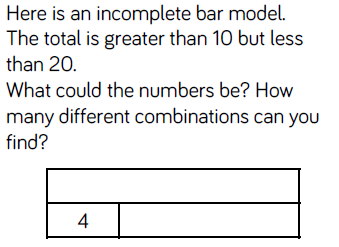 Here is an incomplete bar model.
The total is greater than 10 but less
than 20.
What could the numbers be? How
many different combinations can you
find?
4